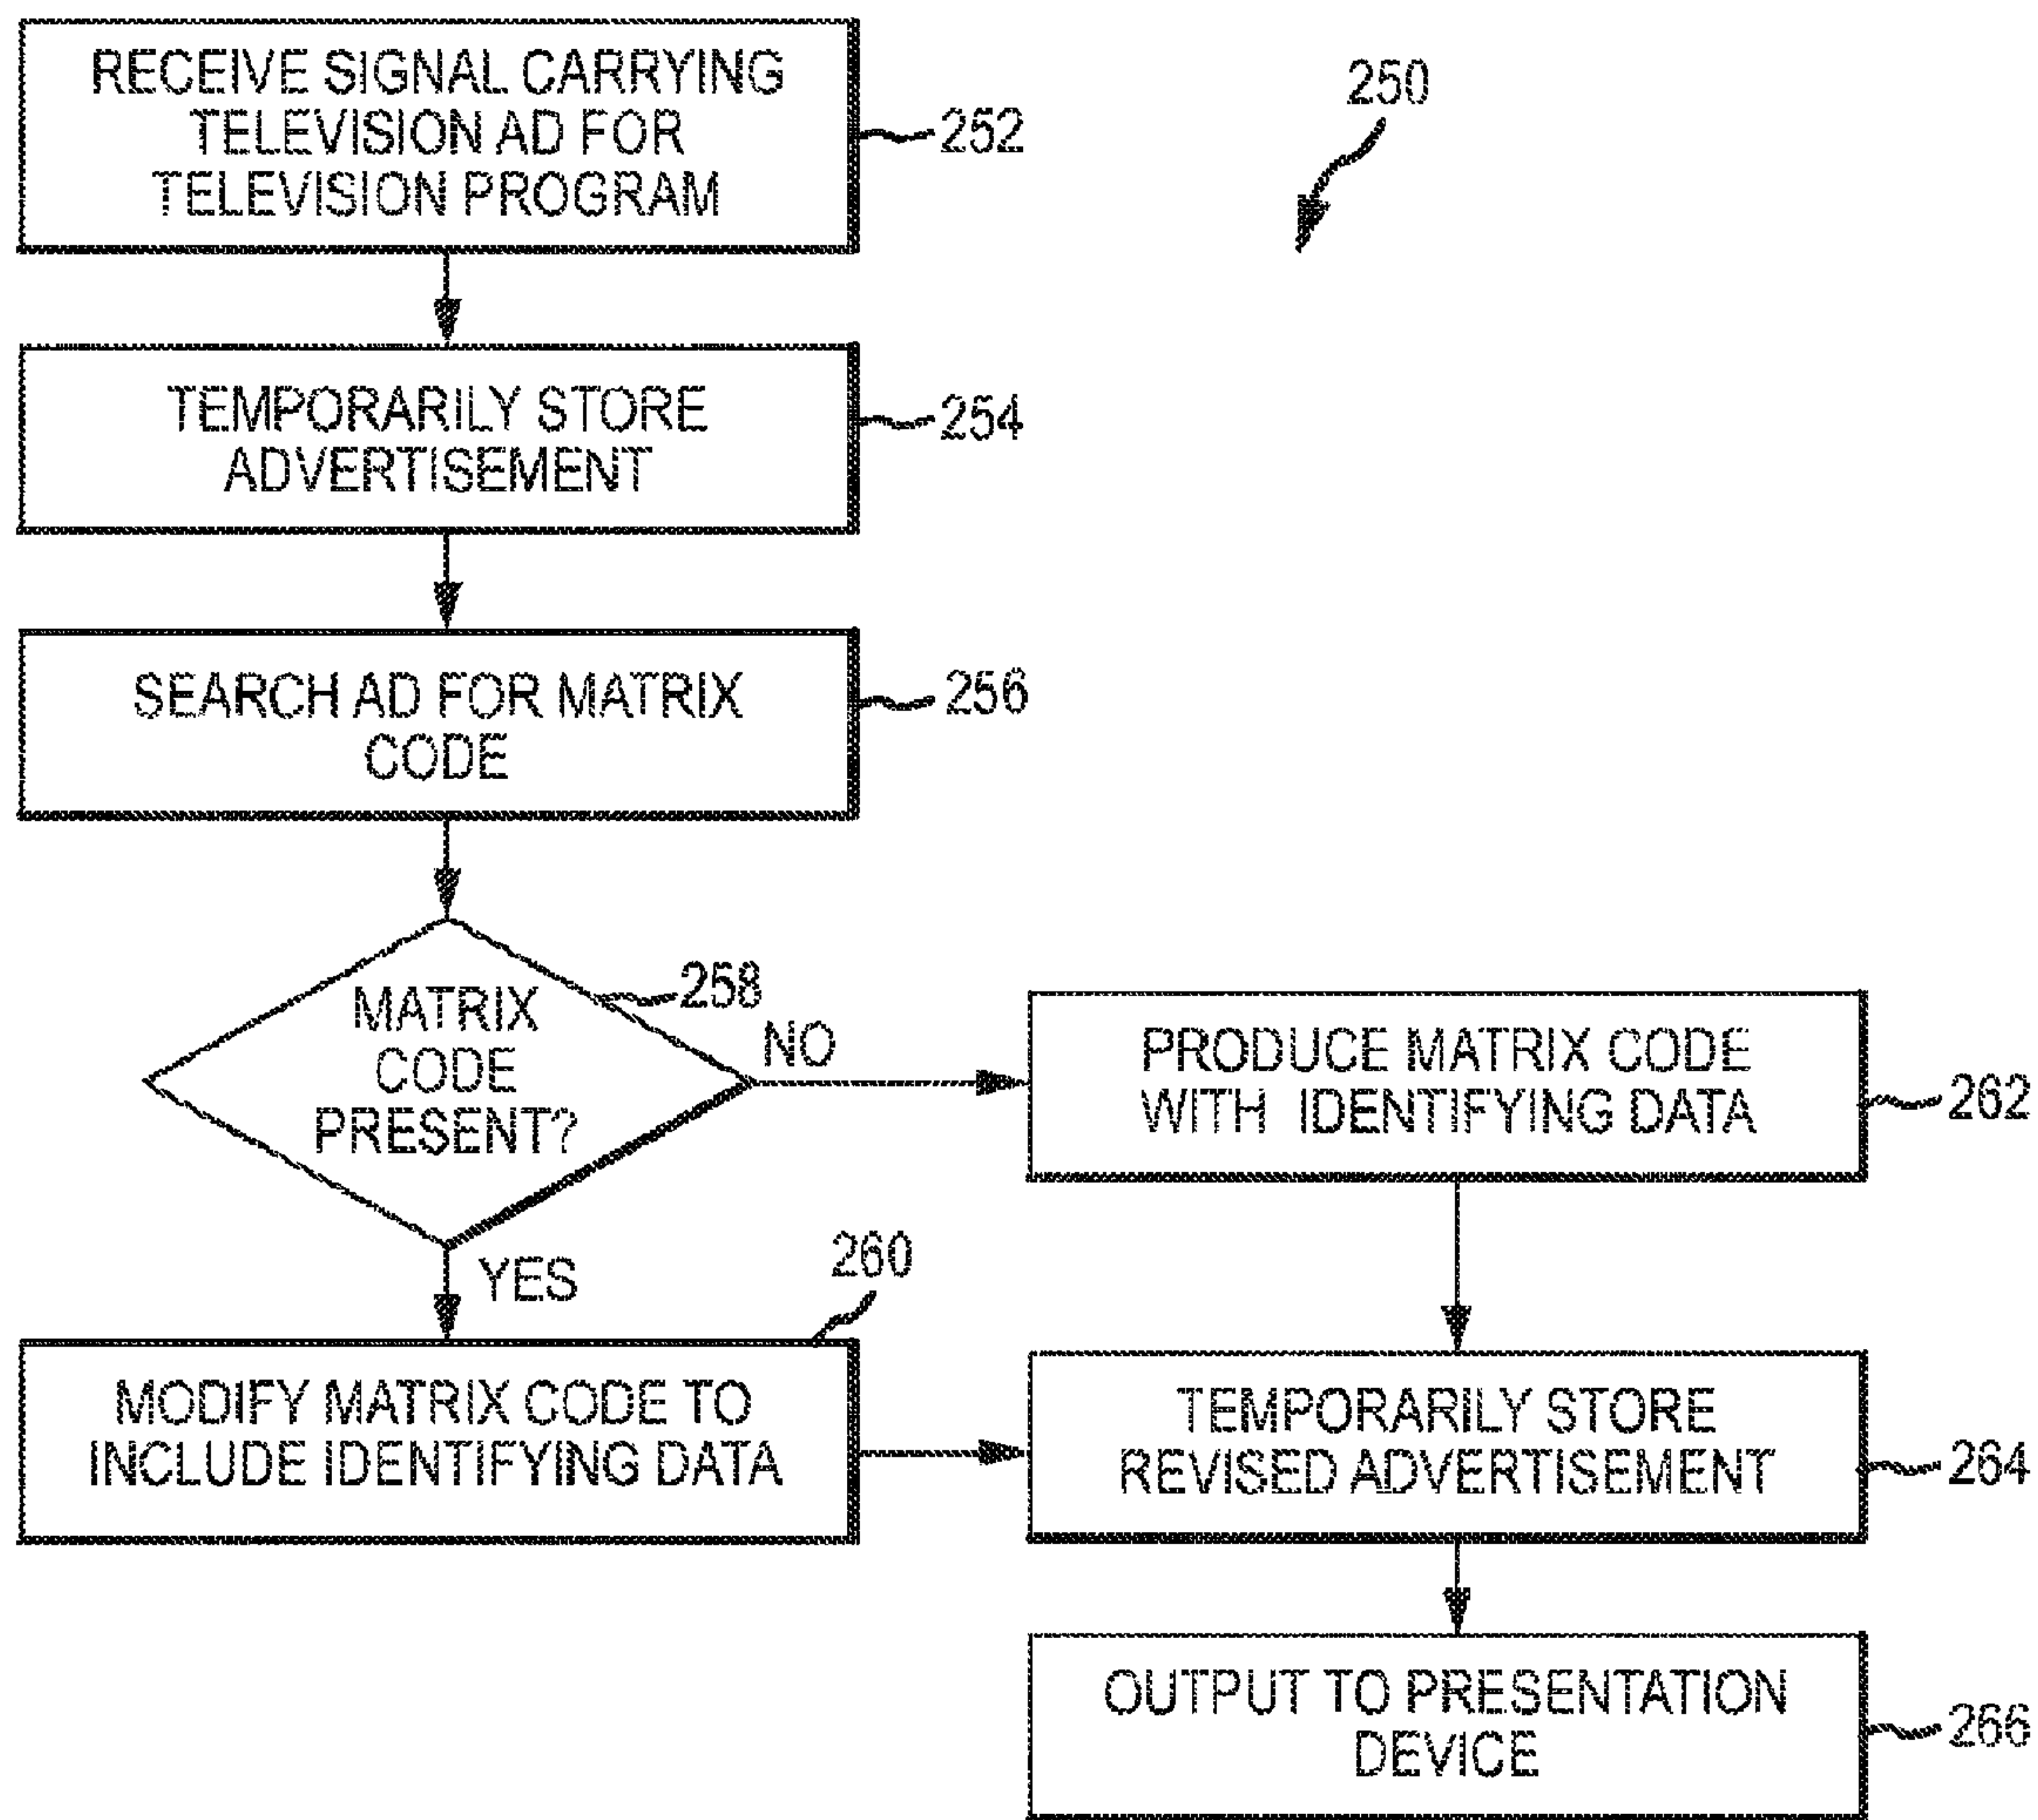 RECEIVE SIGNAL CARRYING
TELEVISION AD FOR
TELEVISION PROGRAM
252
250
TEMPORARILY STORE
ADVERTISEMENT
254
SEARCH AD FOR MATRIX
CODE
256
MATRIX
CODE
PRESENT?
258
NO
YES
PRODUCE MATRIX CODE
WITH IDENTIFYING DATA
262
260
MODIFY MATRIX CODE TO
INCLUDE IDENTIFYING DATA
TEMPORARILY STORE
REVISED ADVERTISEMENT
264
OUTPUT TO PRESENTATION
DEVICE
266